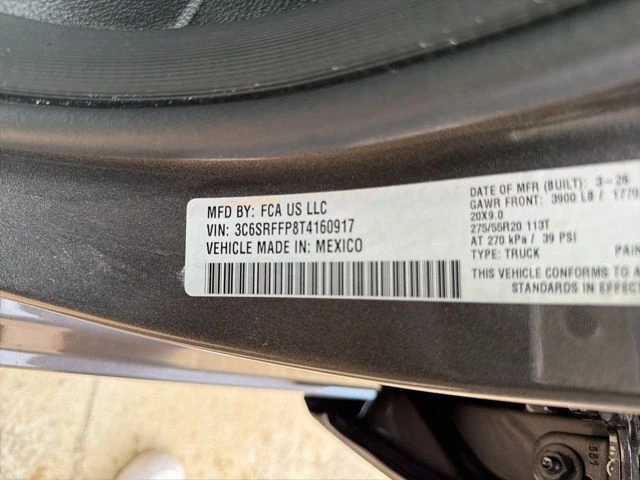 MFD BY: FCA US LLC
VIN: 3C6SRFFP8T4160917
VEHICLE MADE IN: MEXICO
DATE OF MFR (BUILT): 3-26
GAWR FRONT: 3900 LB / 17
20X9.0
275/55R20 113T
AT 270 kPa / 39 PSI
TYPE: TRUCK PAIN
THIS VEHICLE CONFORMS TO A
STANDARDS IN EFFECT